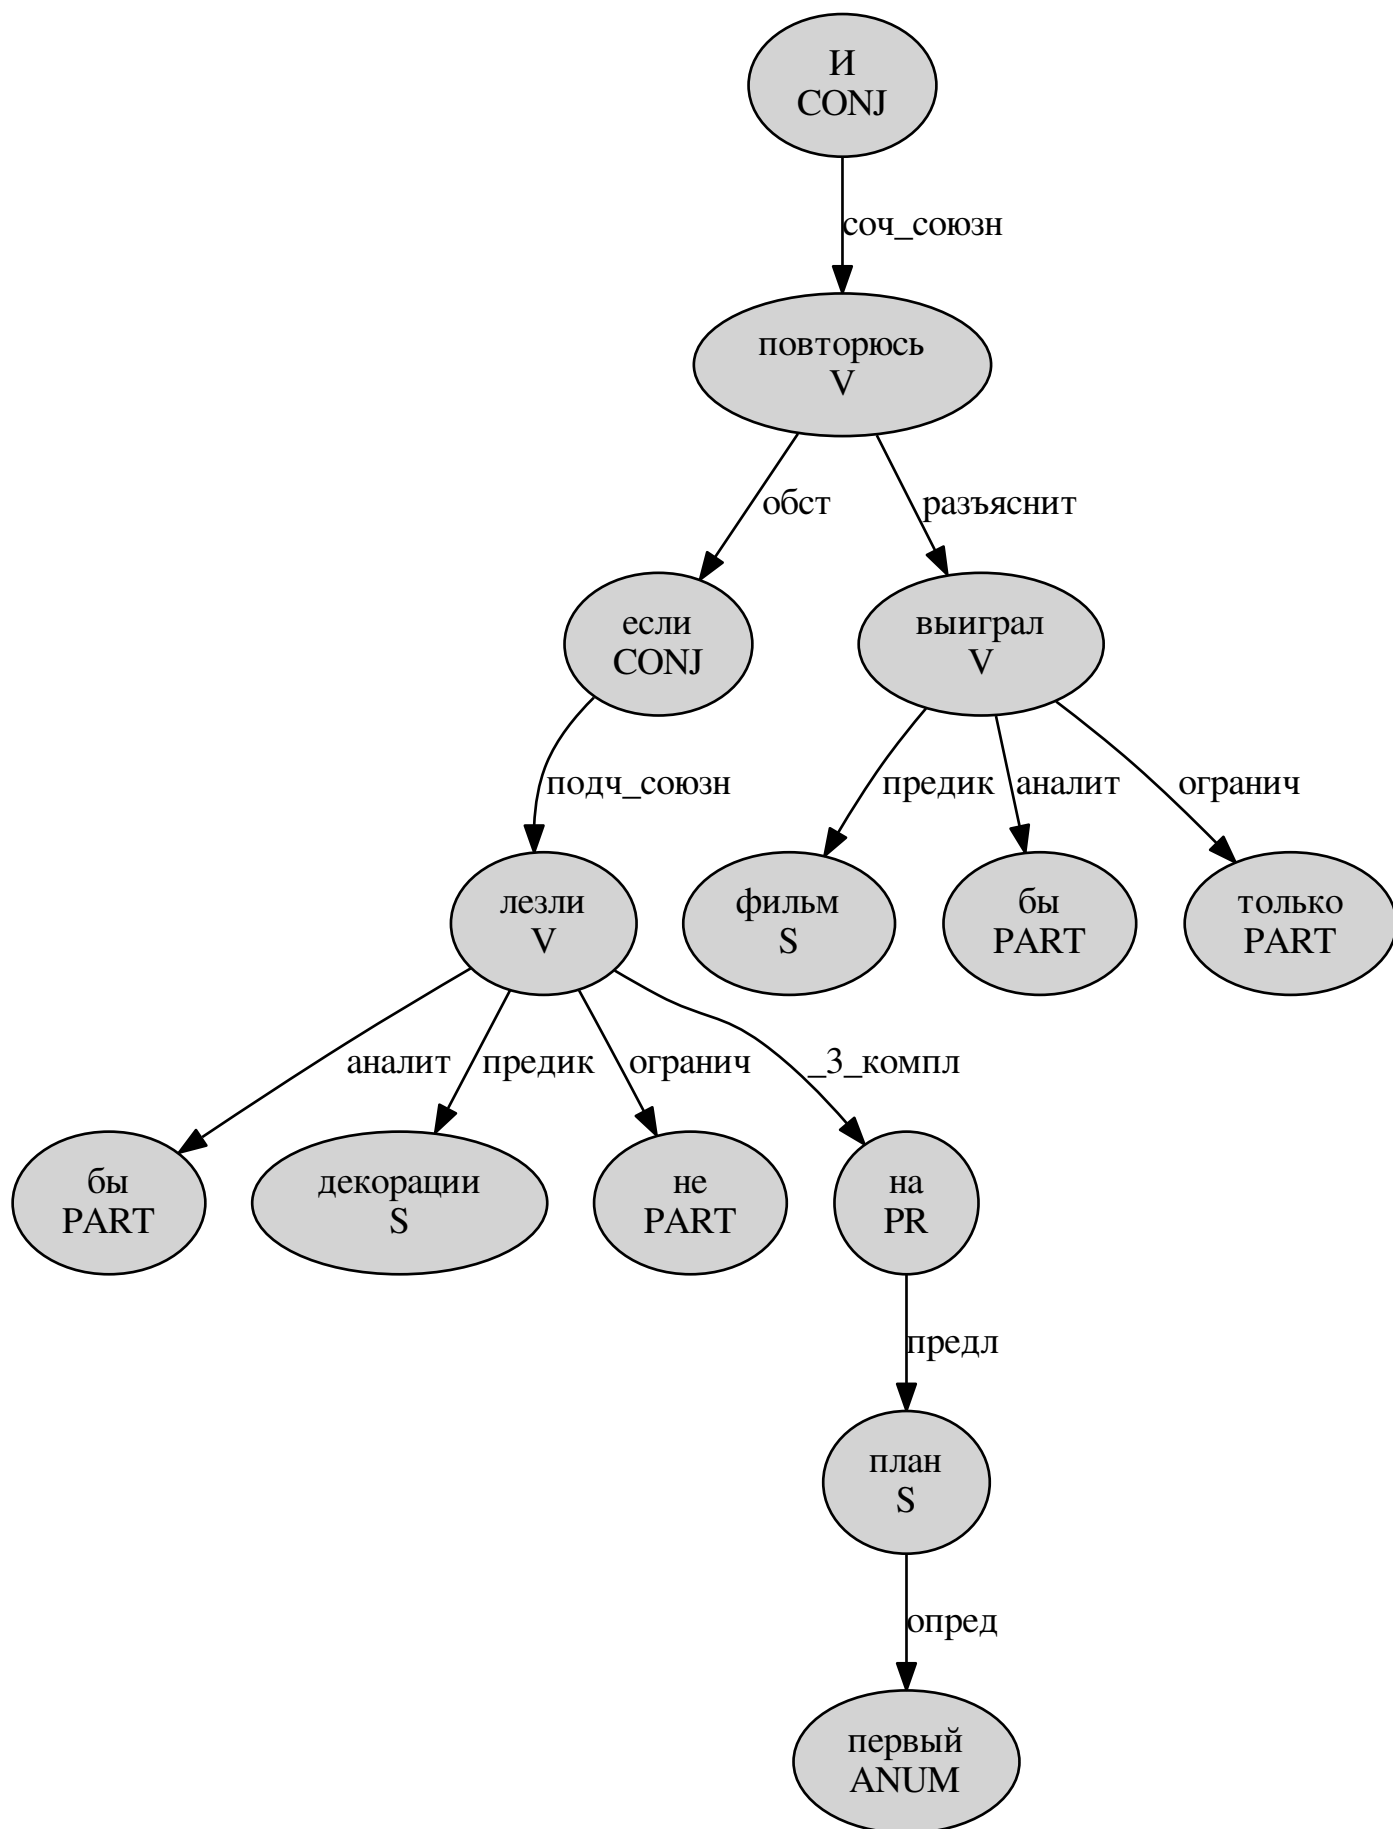 И
CONJ
соч_союзн
повторюсь
V
обст
разъяснит
если
CONJ
выиграл
V
подч_союзн
предик
аналит
огранич
лезли
V
фильм
S
бы
PART
только
PART
аналит
предик
огранич
_3_компл
бы
PART
декорации
S
не
PART
на
PR
предл
план
S
опред
первый
ANUM